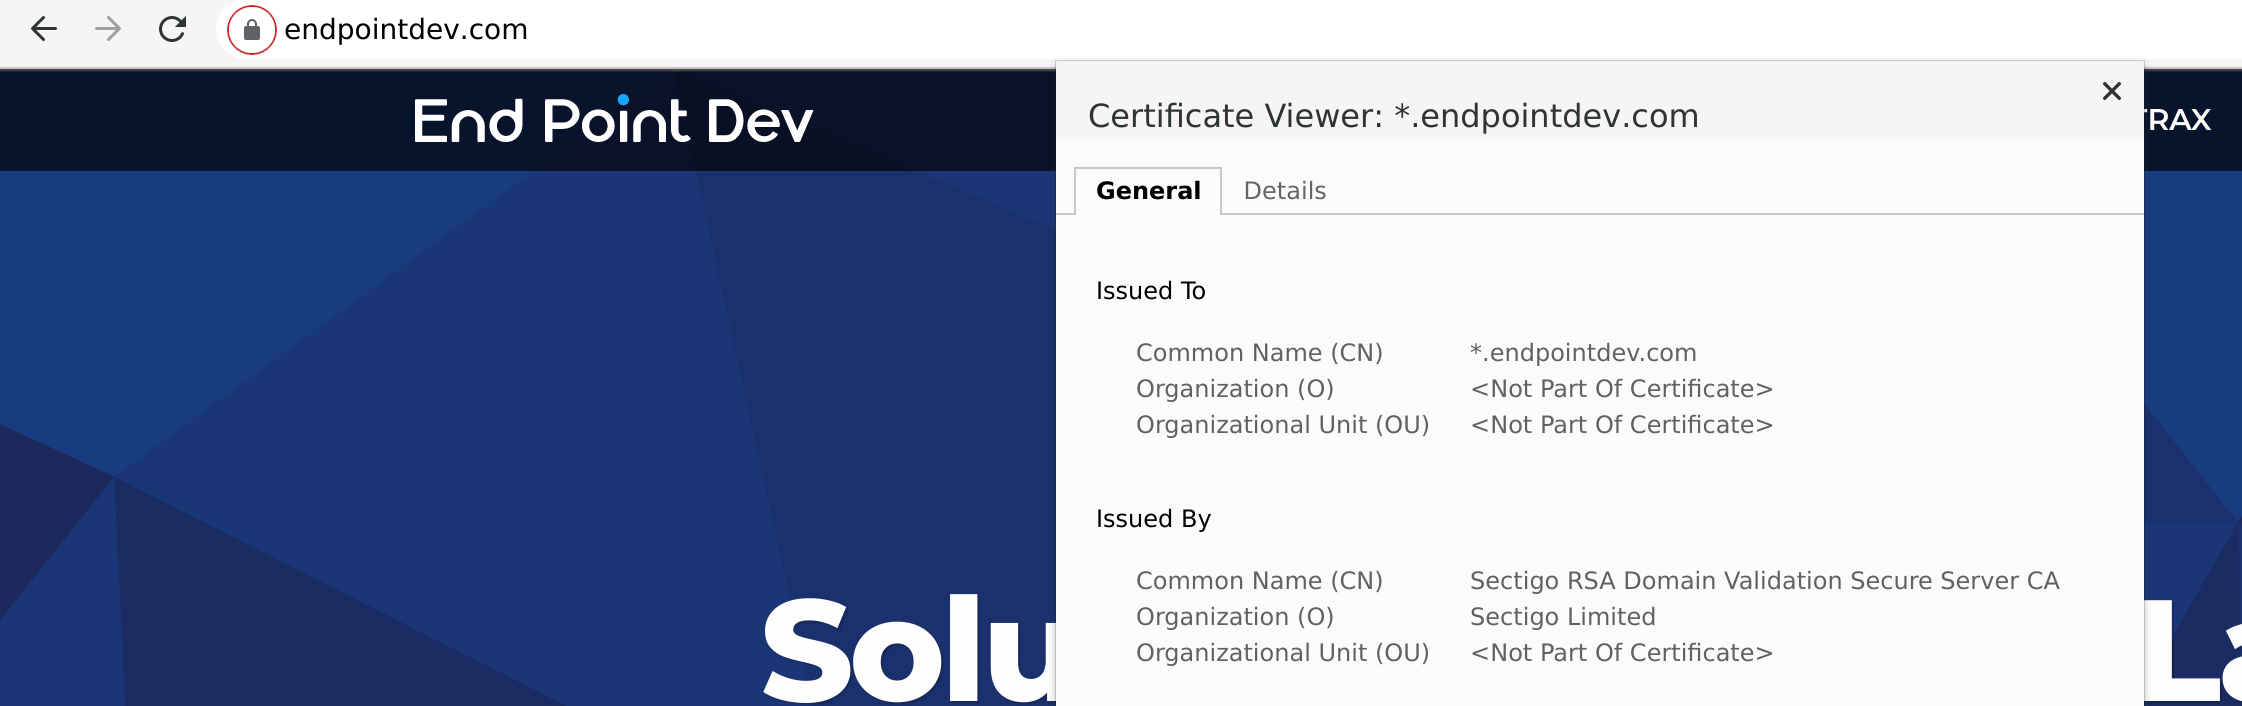 endpointdev.com
End Point Dev
Certificate Viewer: *.endpointdev.com
TRAX
General Details
Issued To
Common Name (CN) *.endpointdev.com
Organization (O) <Not Part Of Certificate>
Organizational Unit (OU) <Not Part Of Certificate>
Issued By
Common Name (CN) Sectigo RSA Domain Validation Secure Server CA
Organization (O) Sectigo Limited
Organizational Unit (OU) <Not Part Of Certificate>
Solu
La